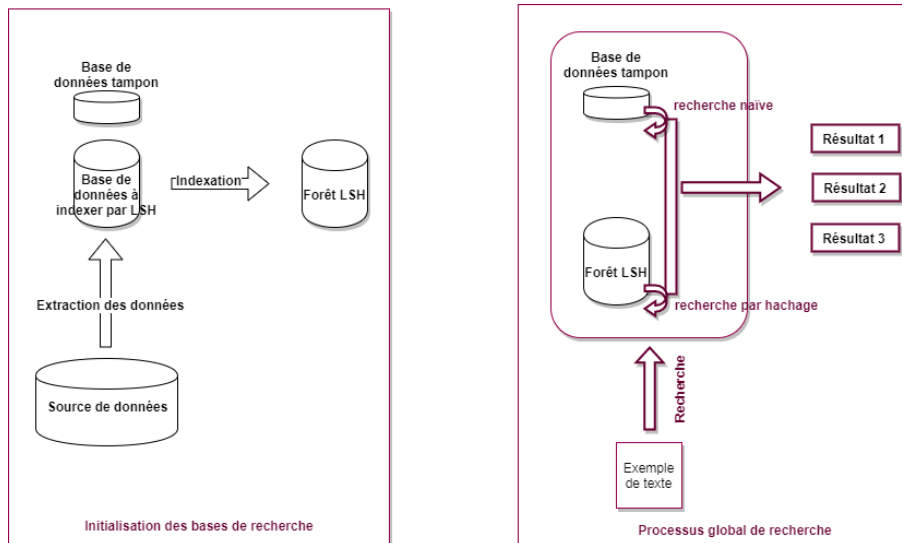 Base de
données tampon
Base de
données à
indexer par LSH
Indexation
Forêt LSH
Extraction des données
Source de données
Initialisation des bases de recherche
Base de
données tampon
recherche naïve
Forêt LSH
recherche par hachage
Résultat 1
Résultat 2
Résultat 3
Recherche
Exemple
de texte
Processus global de recherche